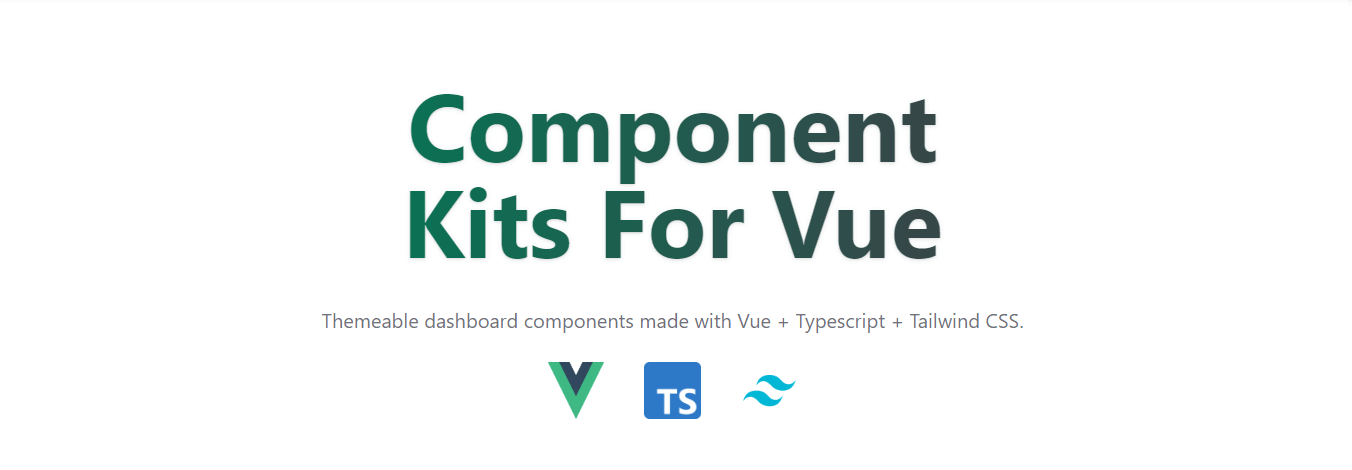 Component
Kits For Vue
Themeable dashboard components made with Vue + Typescript + Tailwind CSS.
TS